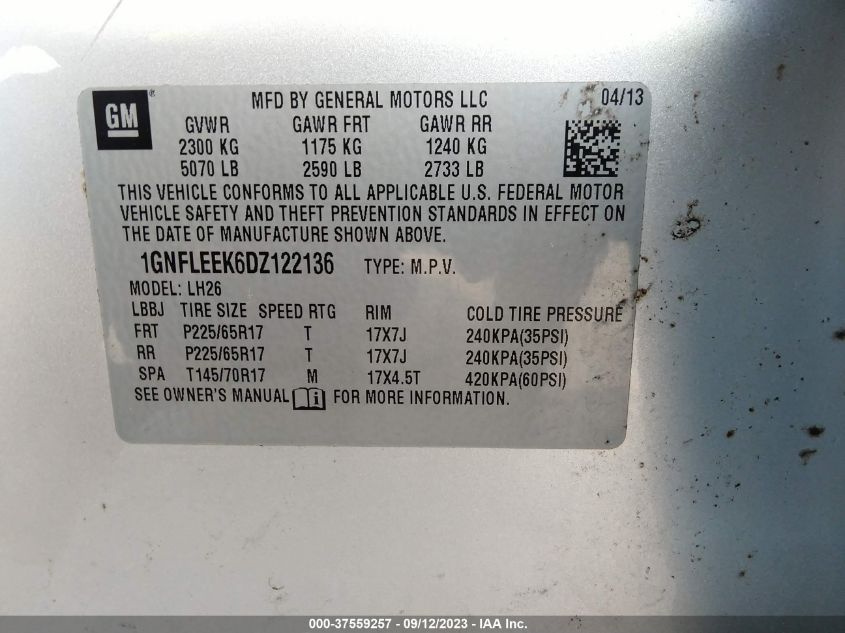 GM ®
MFD BY GENERAL MOTORS LLC 04/13
GVWR GAWR FRT GAWR RR
2300 KG 1175 KG 1240 KG
5070 LB 2590 LB 2733 LB
THIS VEHICLE CONFORMS TO ALL APPLICABLE U.S. FEDERAL MOTOR
VEHICLE SAFETY AND THEFT PREVENTION STANDARDS IN EFFECT ON
THE DATE OF MANUFACTURE SHOWN ABOVE.
1GNFLEEK6DZ122136 TYPE: M.P.V.
MODEL: LH26
LBBJ TIRE SIZE SPEED RTG RIM COLD TIRE PRESSURE
FRT P225/65R17 T 17X7J 240KPA(35PSI)
RR P225/65R17 T 17X7J 240KPA(35PSI)
SPA T145/70R17 M 17X4.5T 420KPA(60PSI)
SEE OWNER'S MANUAL i FOR MORE INFORMATION.
000-37559257 - 09/12/2023 - IAA Inc.